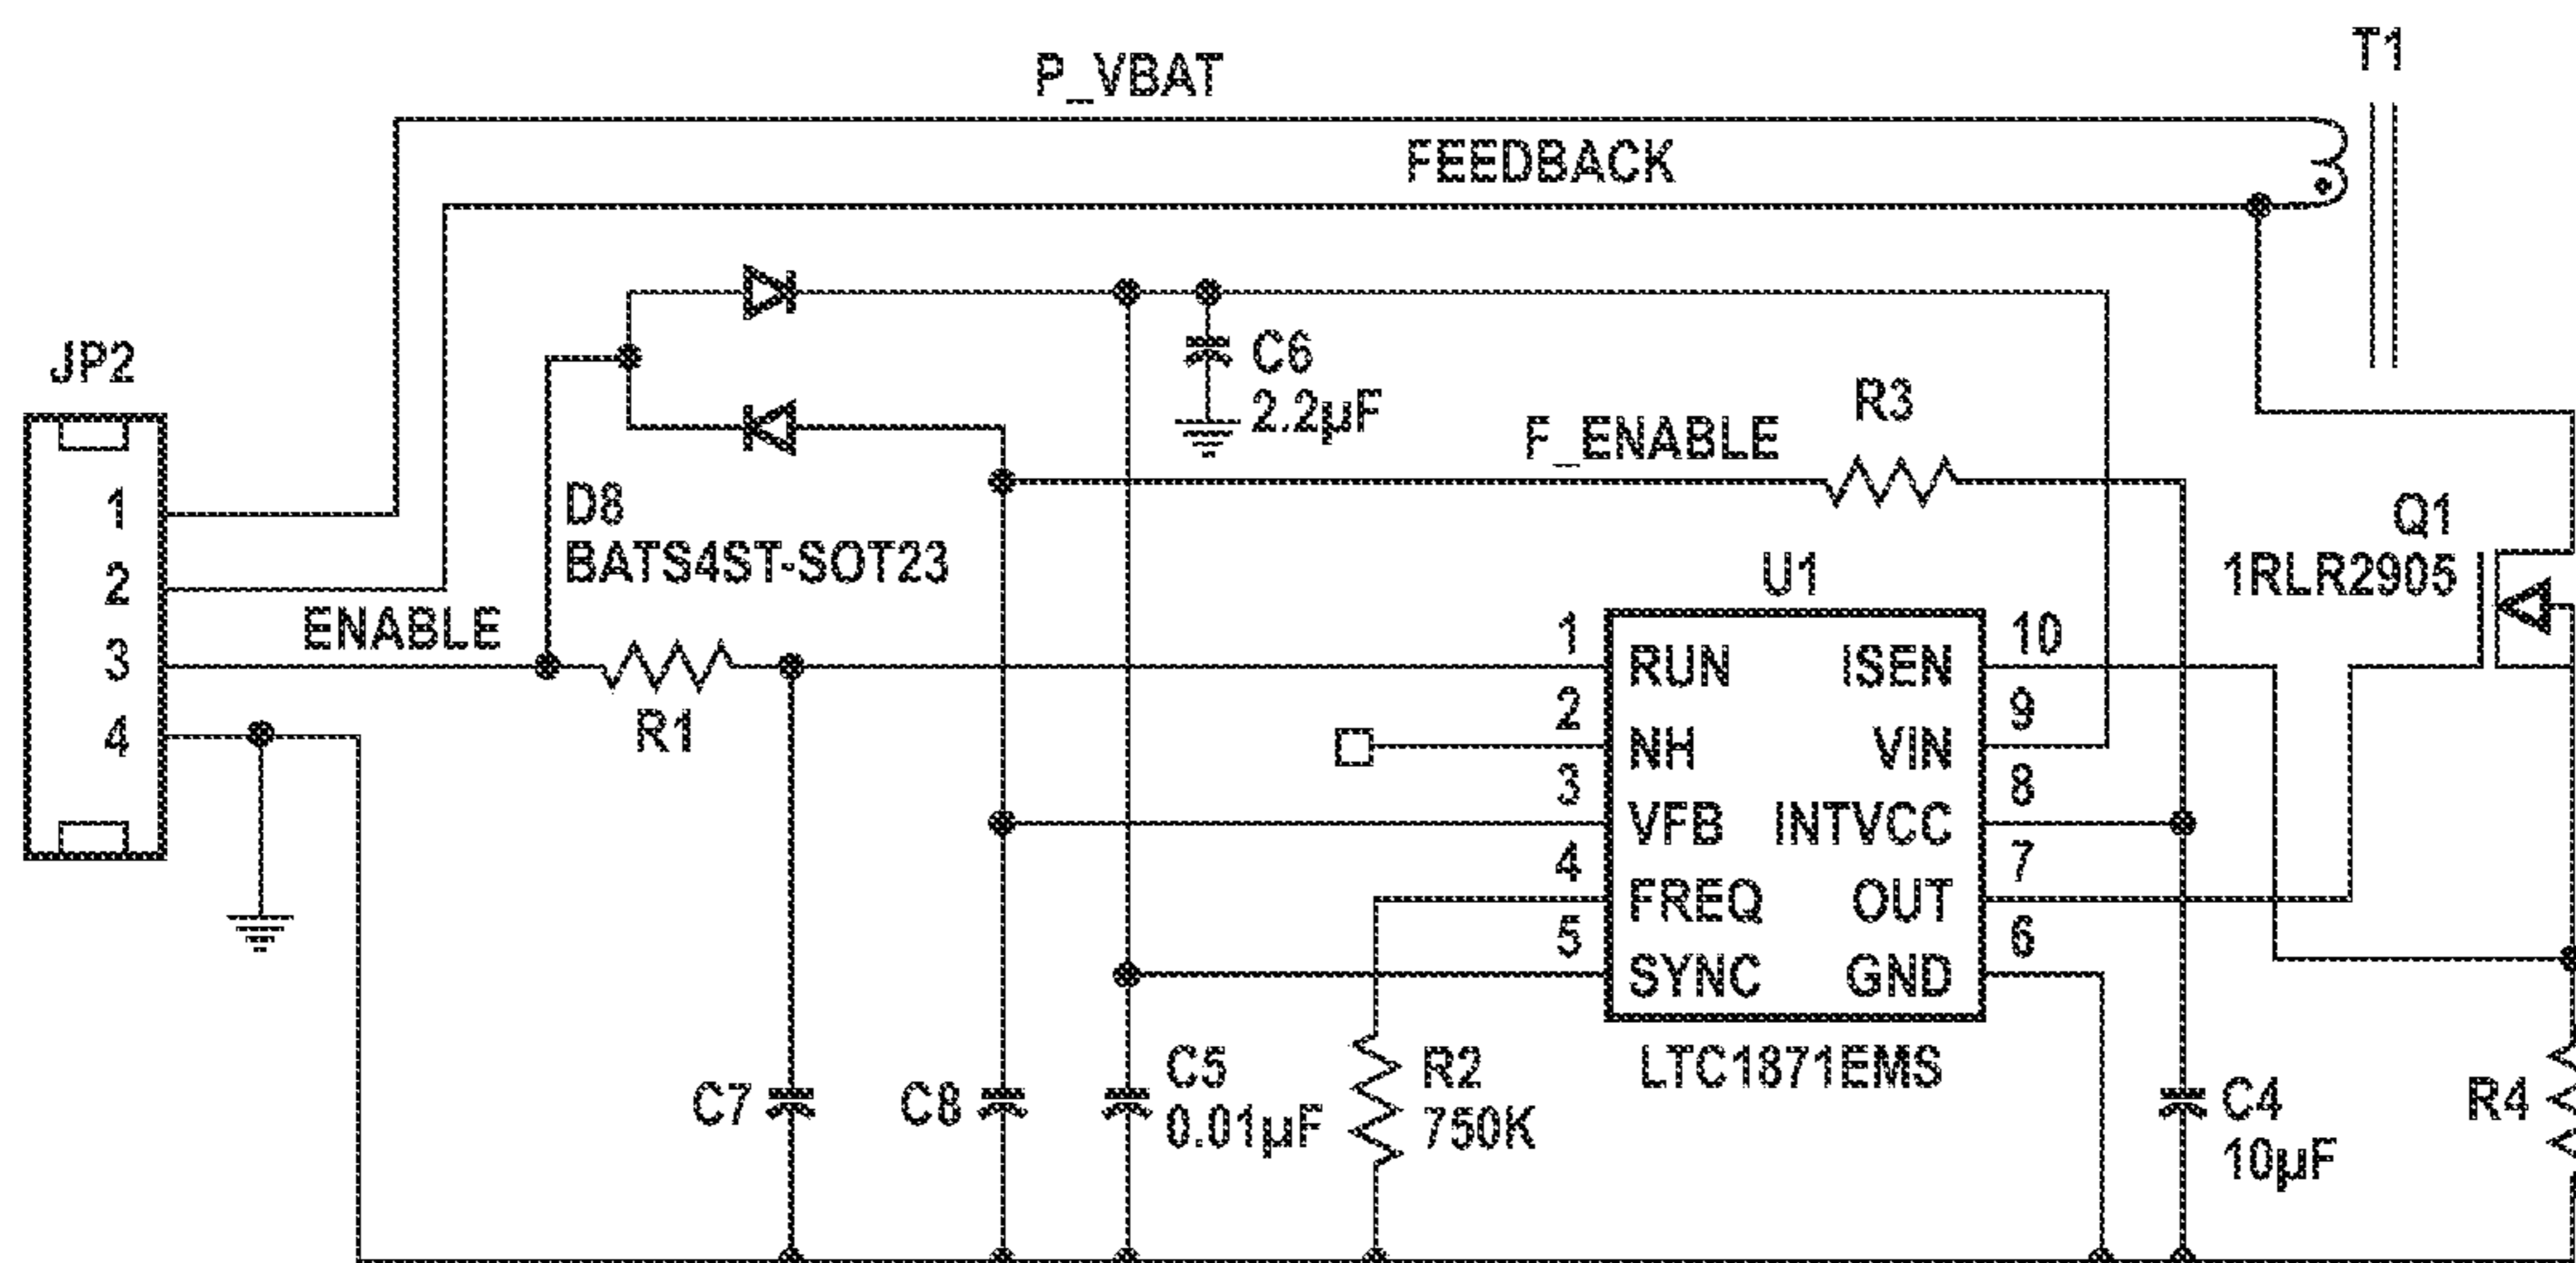 T1
P_VBAT
FEEDBACK
JP2
C6
2.2µF
R3
F_ENABLE
D8
BATS4ST-SOT23
Q1
1RLR2905
U1
1
2
3
4
ENABLE
R1
1
2
3
4
5
RUN
NH
VFB
FREQ
SYNC
ISEN
VIN
INTVCC
OUT
GND
10
9
8
7
6
LTC1871EMS
C7
C8
C5
0.01µF
R2
750K
C4
10µF
R4